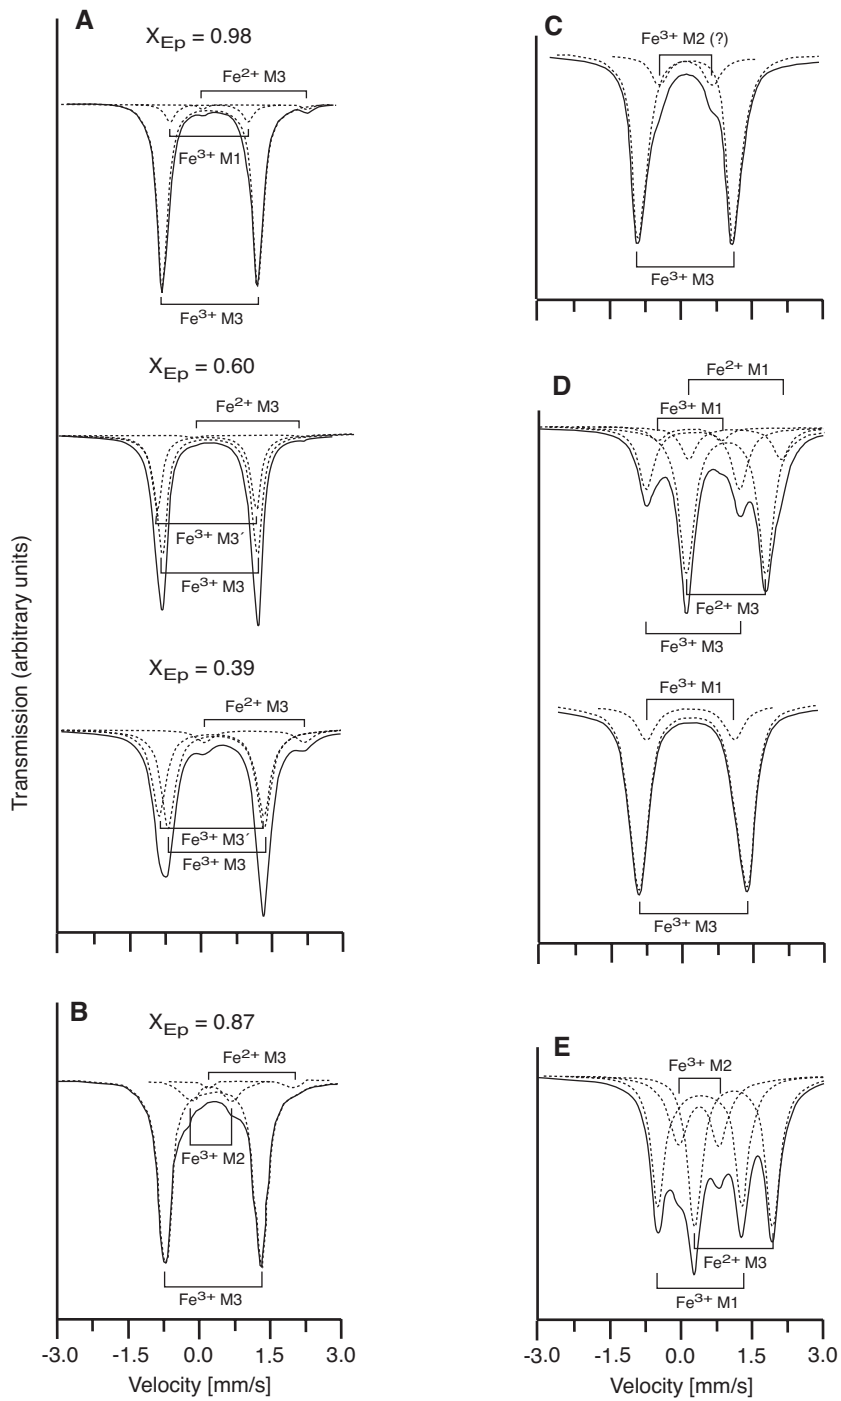 A
X_Ep = 0.98
Fe2+ M3
Fe3+ M1
Fe3+ M3
X_Ep = 0.60
Fe2+ M3
Fe3+ M3´
Fe3+ M3
X_Ep = 0.39
Fe2+ M3
Fe3+ M3´
Fe3+ M3
Transmission (arbitrary units)
B
X_Ep = 0.87
Fe2+ M3
Fe3+ M2
Fe3+ M3
-3.0 -1.5 0.0 1.5 3.0
Velocity [mm/s]
C
Fe3+ M2 (?)
Fe3+ M3
D
Fe2+ M1
Fe3+ M1
Fe2+ M3
Fe3+ M3
Fe3+ M1
Fe3+ M3
E
Fe3+ M2
Fe2+ M3
Fe3+ M1
-3.0 -1.5 0.0 1.5 3.0
Velocity [mm/s]